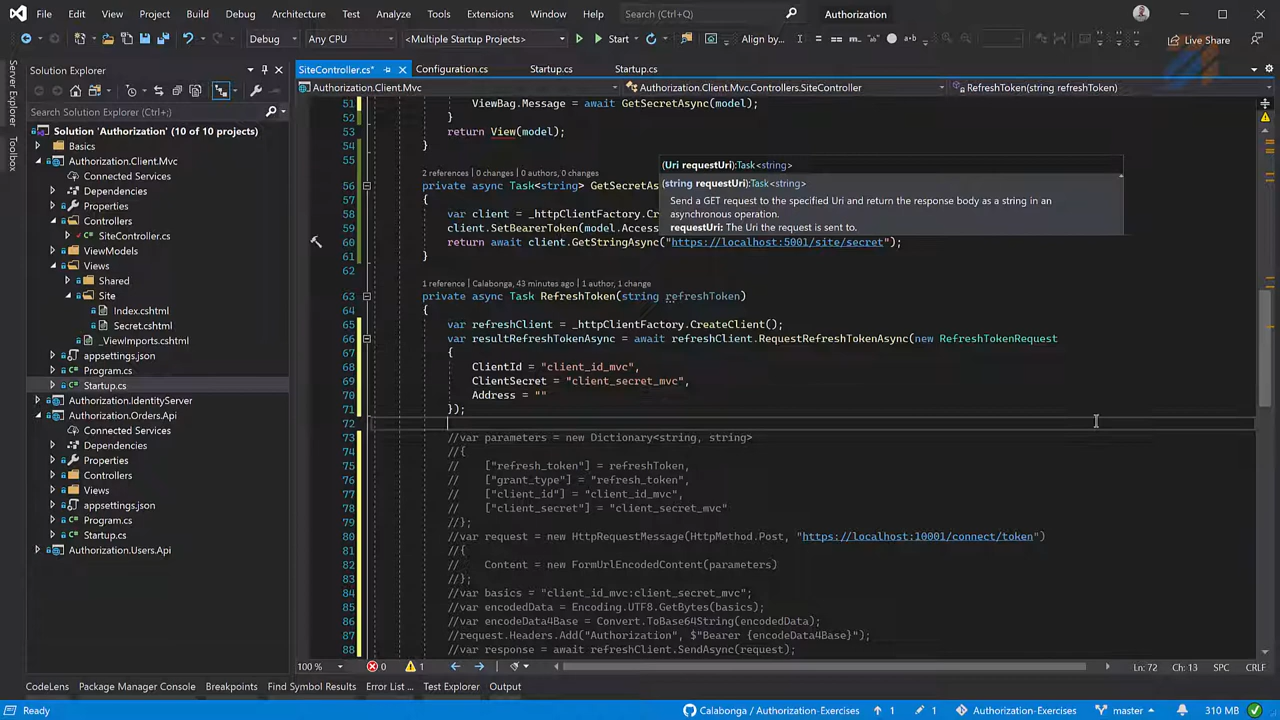 File Edit View Git Project Build Debug Architecture Test Analyze Tools Extensions Window Help Search (Ctrl+Q) Authorization
Debug Any CPU <Multiple Startup Projects> Start Align by... Live Share
Server Explorer
Toolbox
Solution Explorer
Search Solution Explorer (Ctrl+;)
Solution 'Authorization' (10 of 10 projects)
Basics
Authorization.Client.Mvc
Connected Services
Dependencies
Properties
Controllers
SiteController.cs
ViewModels
Views
Shared
Site
Index.cshtml
Secret.cshtml
_ViewImports.cshtml
appsettings.json
Program.cs
Startup.cs
Authorization.IdentityServer
Authorization.Orders.Api
Connected Services
Dependencies
Properties
Controllers
Views
appsettings.json
Program.cs
Startup.cs
Authorization.Users.Api
SiteController.cs* Configuration.cs Startup.cs Startup.cs
Authorization.Client.Mvc Authorization.Client.Mvc.Controllers.SiteController RefreshToken(string refreshToken)
51 ViewBag.Message = await GetSecretAsync(model);
52 }
53 return View(model);
54 }
55
2 references | 0 changes | 0 authors, 0 changes
56 private async Task<string> GetSecretAs
57 {
58 var client = _httpClientFactory.Cr
59 client.SetBearerToken(model.Access
60 return await client.GetStringAsync("https://localhost:5001/site/secret");
61 }
62
(Uri requestUri):Task<string>
(string requestUri):Task<string>
Send a GET request to the specified Uri and return the response body as a string in an
asynchronous operation.
requestUri: The Uri the request is sent to.
1 reference | Calabonga, 43 minutes ago | 1 author, 1 change
63 private async Task RefreshToken(string refreshToken)
64 {
65 var refreshClient = _httpClientFactory.CreateClient();
66 var resultRefreshTokenAsync = await refreshClient.RequestRefreshTokenAsync(new RefreshTokenRequest
67 {
68 ClientId = "client_id_mvc",
69 ClientSecret = "client_secret_mvc",
70 Address = ""
71 });
72
73 //var parameters = new Dictionary<string, string>
74 //{
75 // ["refresh_token"] = refreshToken,
76 // ["grant_type"] = "refresh_token",
77 // ["client_id"] = "client_id_mvc",
78 // ["client_secret"] = "client_secret_mvc"
79 //};
80 //var request = new HttpRequestMessage(HttpMethod.Post, "https://localhost:10001/connect/token")
81 //{
82 // Content = new FormUrlEncodedContent(parameters)
83 //};
84 //var basics = "client_id_mvc:client_secret_mvc";
85 //var encodedData = Encoding.UTF8.GetBytes(basics);
86 //var encodeData4Base = Convert.ToBase64String(encodedData);
87 //request.Headers.Add("Authorization", $"Bearer {encodeData4Base}");
88 //var response = await refreshClient.SendAsync(request);
100 % 0 1 Ln: 72 Ch: 13 SPC CRLF
CodeLens Package Manager Console Breakpoints Find Symbol Results Error List ... Test Explorer Output
Ready Calabonga / Authorization-Exercises 1 1 Authorization-Exercises master 310 MB